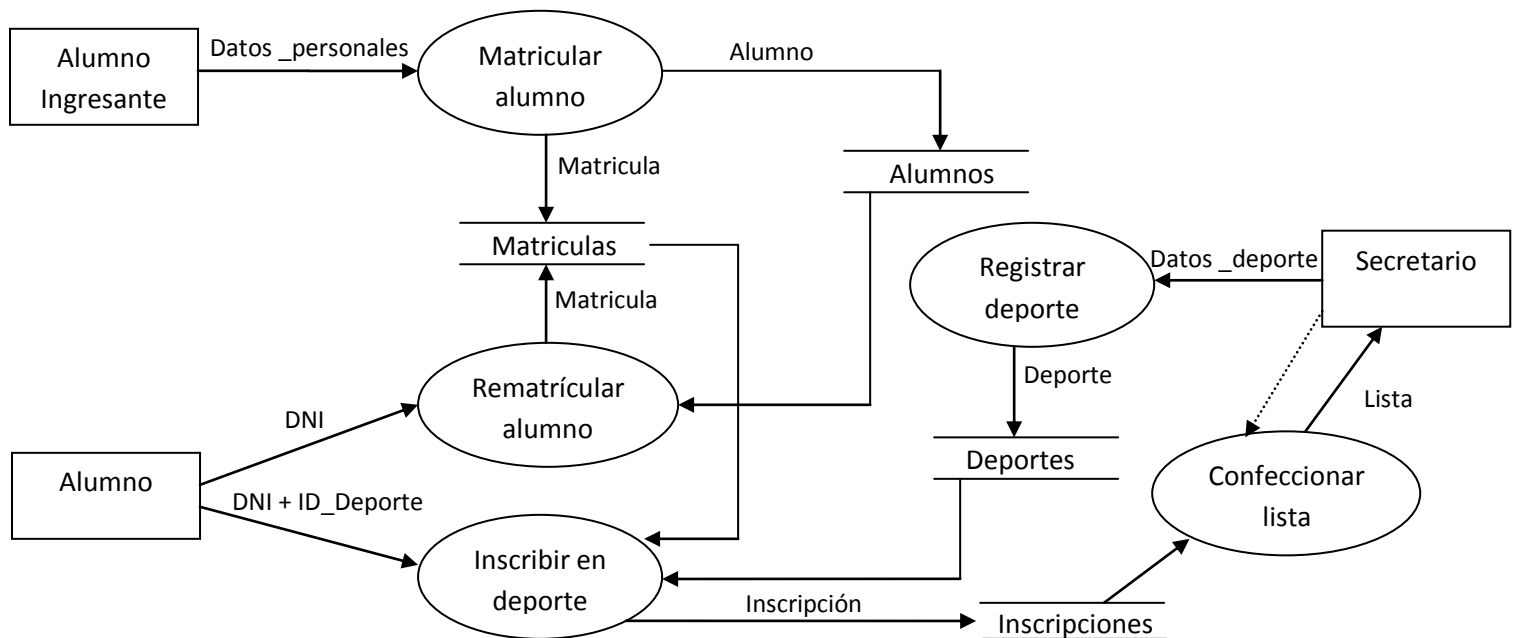 Alumno
Ingresante
Datos _personales
Matricular
alumno
Alumno
Matricula
Alumnos
Matriculas
Matricula
Registrar
deporte
Datos _deporte
Secretario
Rematrícular
alumno
Deporte
Lista
DNI
Alumno
DNI + ID_Deporte
Deportes
Confeccionar
lista
Inscribir en
deporte
Inscripción
Inscripciones